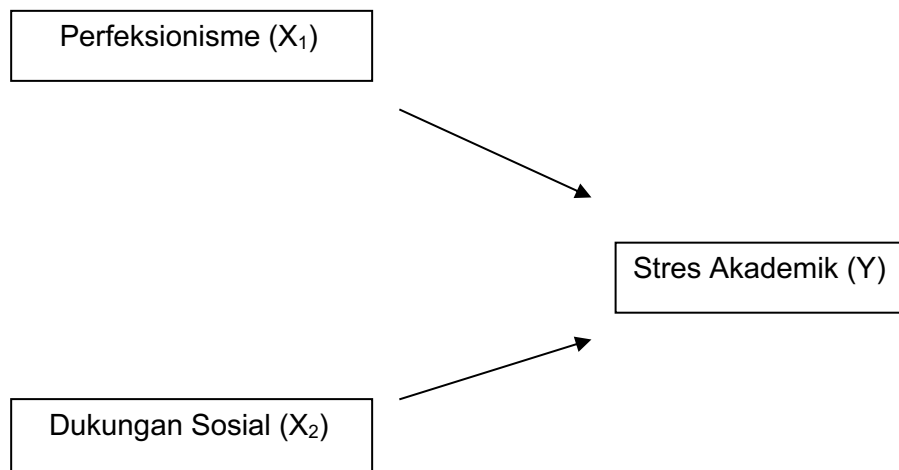 Perfeksionisme (X₁)
Stres Akademik (Y)
Dukungan Sosial (X₂)